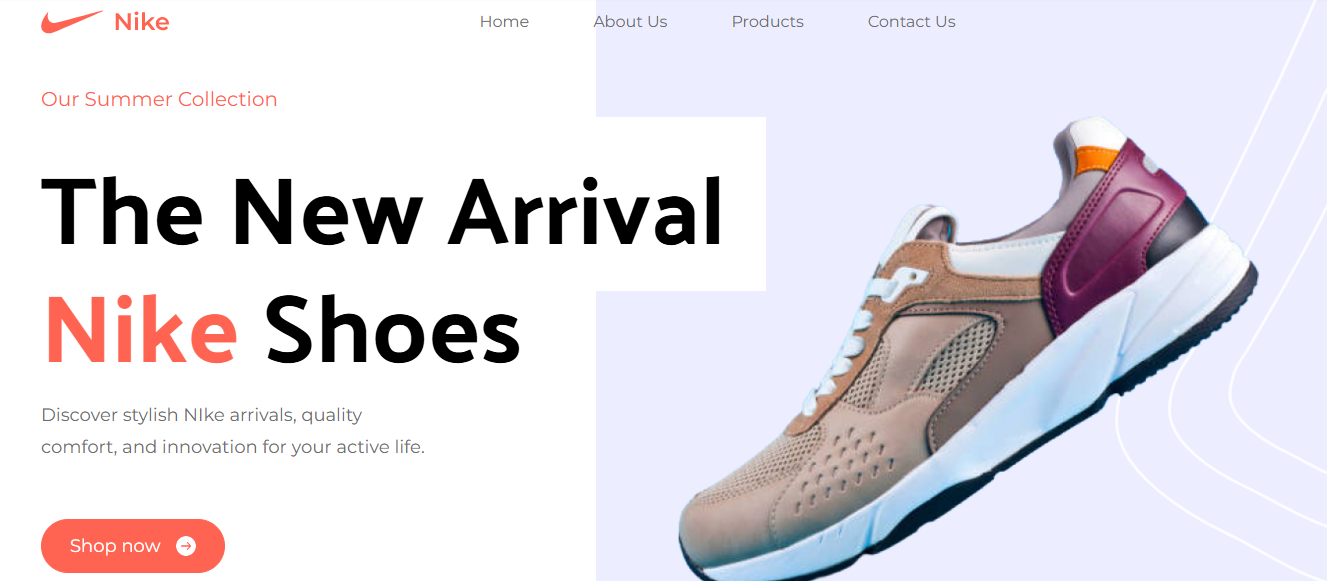 Nike
Home About Us Products Contact Us
Our Summer Collection
The New Arrival
Nike Shoes
Discover stylish NIke arrivals, quality
comfort, and innovation for your active life.
Shop now